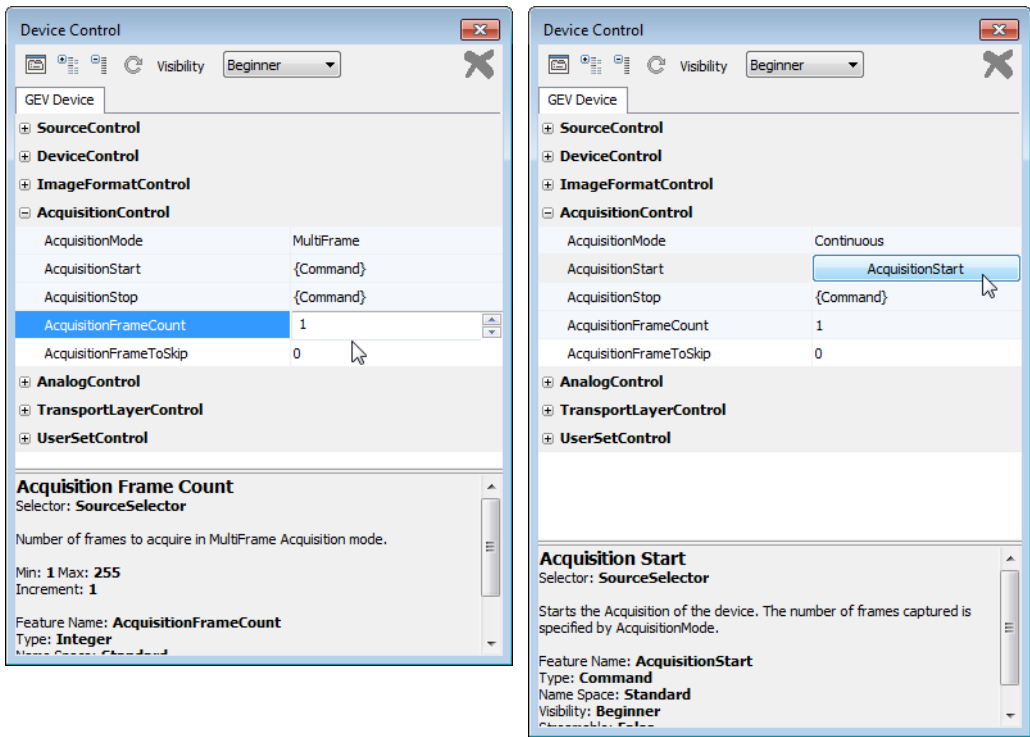 Device Control
Visibility Beginner
GEV Device
SourceControl
DeviceControl
ImageFormatControl
AcquisitionControl
AcquisitionMode MultiFrame
AcquisitionStart {Command}
AcquisitionStop {Command}
AcquisitionFrameCount 1
AcquisitionFrameToSkip 0
AnalogControl
TransportLayerControl
UserSetControl
Acquisition Frame Count
Selector: SourceSelector
Number of frames to acquire in MultiFrame Acquisition mode.
Min: 1 Max: 255
Increment: 1
Feature Name: AcquisitionFrameCount
Type: Integer
Name Space: Standard
Device Control
Visibility Beginner
GEV Device
SourceControl
DeviceControl
ImageFormatControl
AcquisitionControl
AcquisitionMode Continuous
AcquisitionStart AcquisitionStart
AcquisitionStop {Command}
AcquisitionFrameCount 1
AcquisitionFrameToSkip 0
AnalogControl
TransportLayerControl
UserSetControl
Acquisition Start
Selector: SourceSelector
Starts the Acquisition of the device. The number of frames captured is
specified by AcquisitionMode.
Feature Name: AcquisitionStart
Type: Command
Name Space: Standard
Visibility: Beginner
Streamable: False